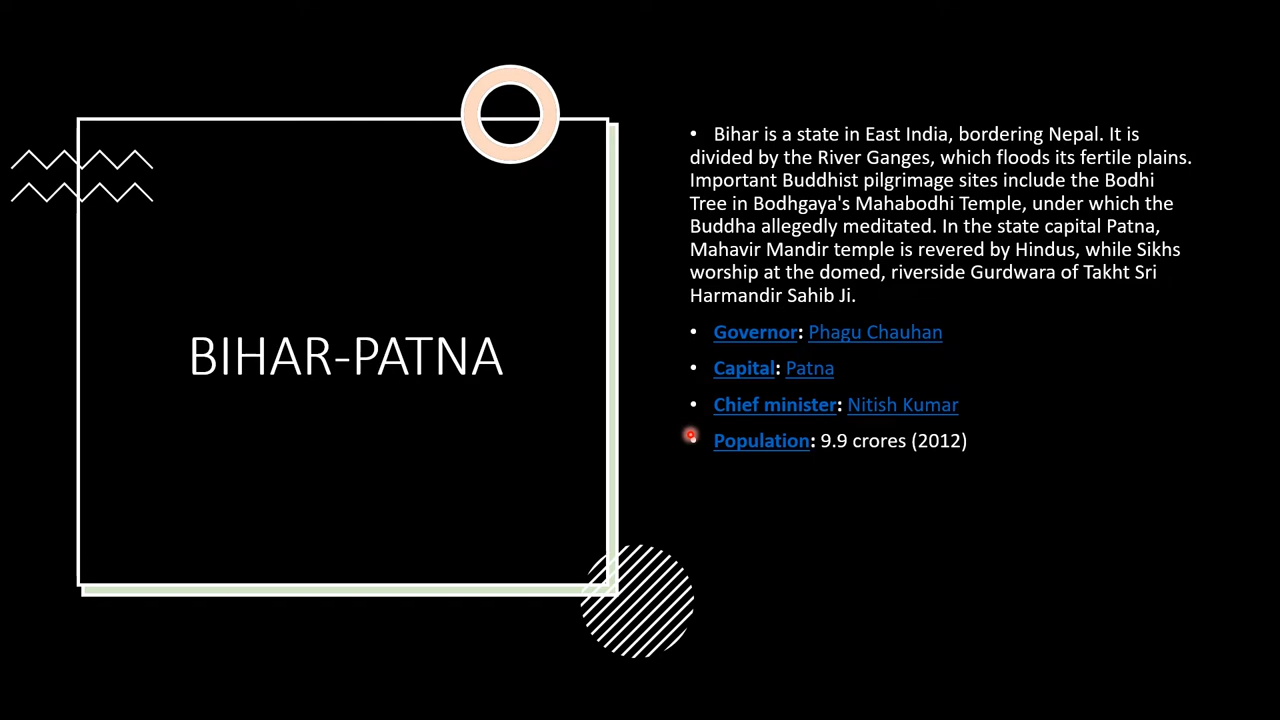 BIHAR-PATNA
• Bihar is a state in East India, bordering Nepal. It is
divided by the River Ganges, which floods its fertile plains.
Important Buddhist pilgrimage sites include the Bodhi
Tree in Bodhgaya's Mahabodhi Temple, under which the
Buddha allegedly meditated. In the state capital Patna,
Mahavir Mandir temple is revered by Hindus, while Sikhs
worship at the domed, riverside Gurdwara of Takht Sri
Harmandir Sahib Ji.
• Governor: Phagu Chauhan
• Capital: Patna
• Chief minister: Nitish Kumar
• Population: 9.9 crores (2012)